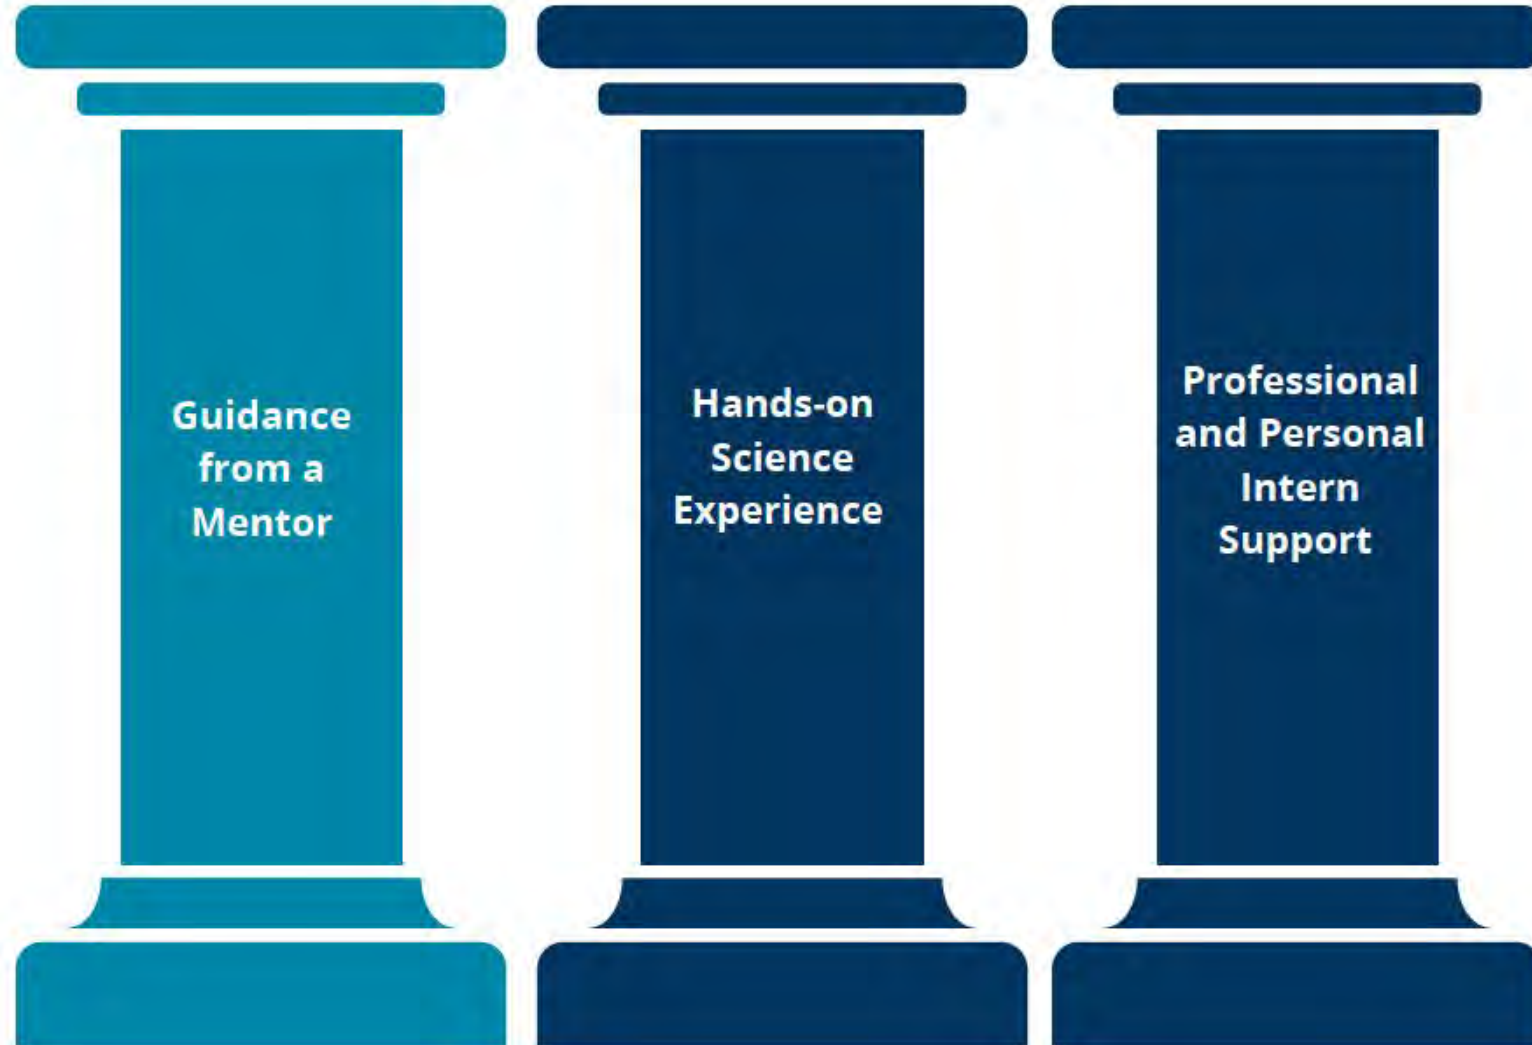 Guidance
from a
Mentor
Hands-on
Science
Experience
Professional
and Personal
Intern
Support